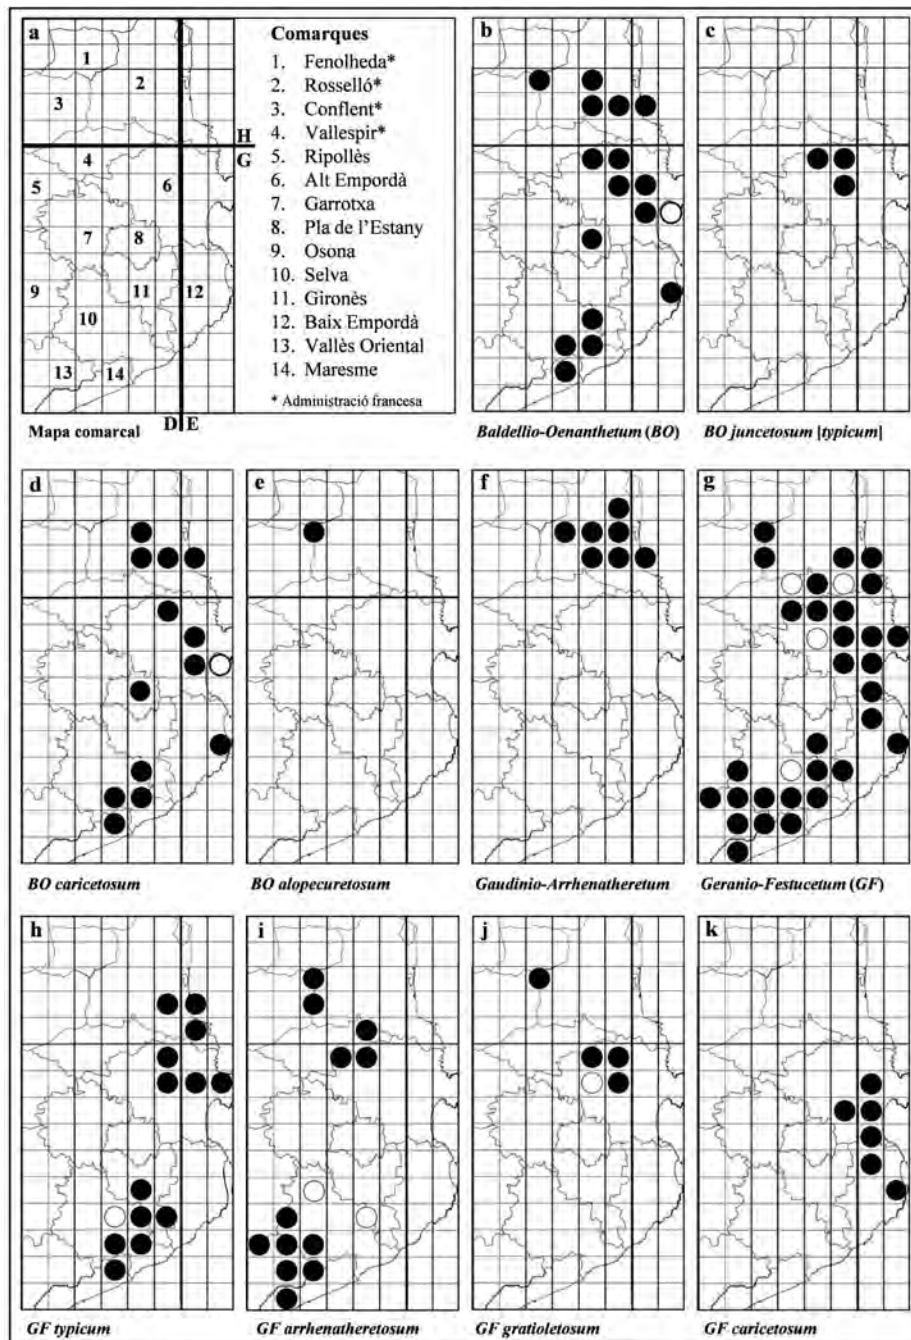 a
Comarques
1. Fenolheda*
2. Rosselló*
3. Conflent*
4. Vallespir*
5. Ripollès
6. Alt Empordà
7. Garrotxa
8. Pla de l'Estany
9. Osona
10. Selva
11. Gironès
12. Baix Empordà
13. Vallès Oriental
14. Maresme
* Administració francesa
1
2
3
H
4 G
5 6
7 8
9 11 12
10
13 14
D E
Mapa comarcal
b
Baldellio-Oenanthetum (BO)
c
BO juncetosum [typicum]
d
BO caricetosum
e
BO alopecuretosum
f
Gaudinio-Arrhenatheretum
g
Geranio-Festucetum (GF)
h
GF typicum
i
GF arrhenatheretosum
j
GF gratioletosum
k
GF caricetosum